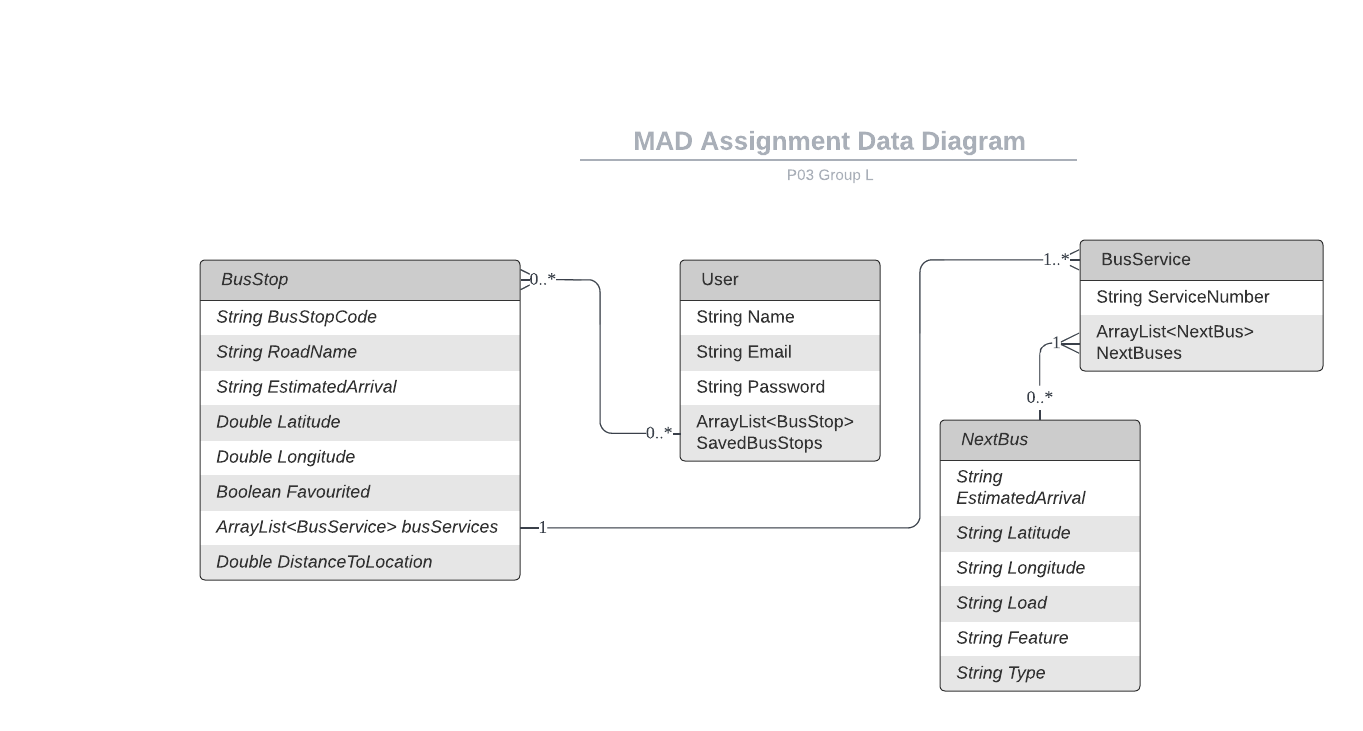 MAD Assignment Data Diagram
P03 Group L
BusStop
String BusStopCode
String RoadName
String EstimatedArrival
Double Latitude
Double Longitude
Boolean Favourited
ArrayList<BusService> busServices
Double DistanceToLocation
0..*
0..*
1
User
String Name
String Email
String Password
ArrayList<BusStop>
SavedBusStops
1..*
BusService
String ServiceNumber
ArrayList<NextBus>
NextBuses
1
0..*
NextBus
String
EstimatedArrival
String Latitude
String Longitude
String Load
String Feature
String Type